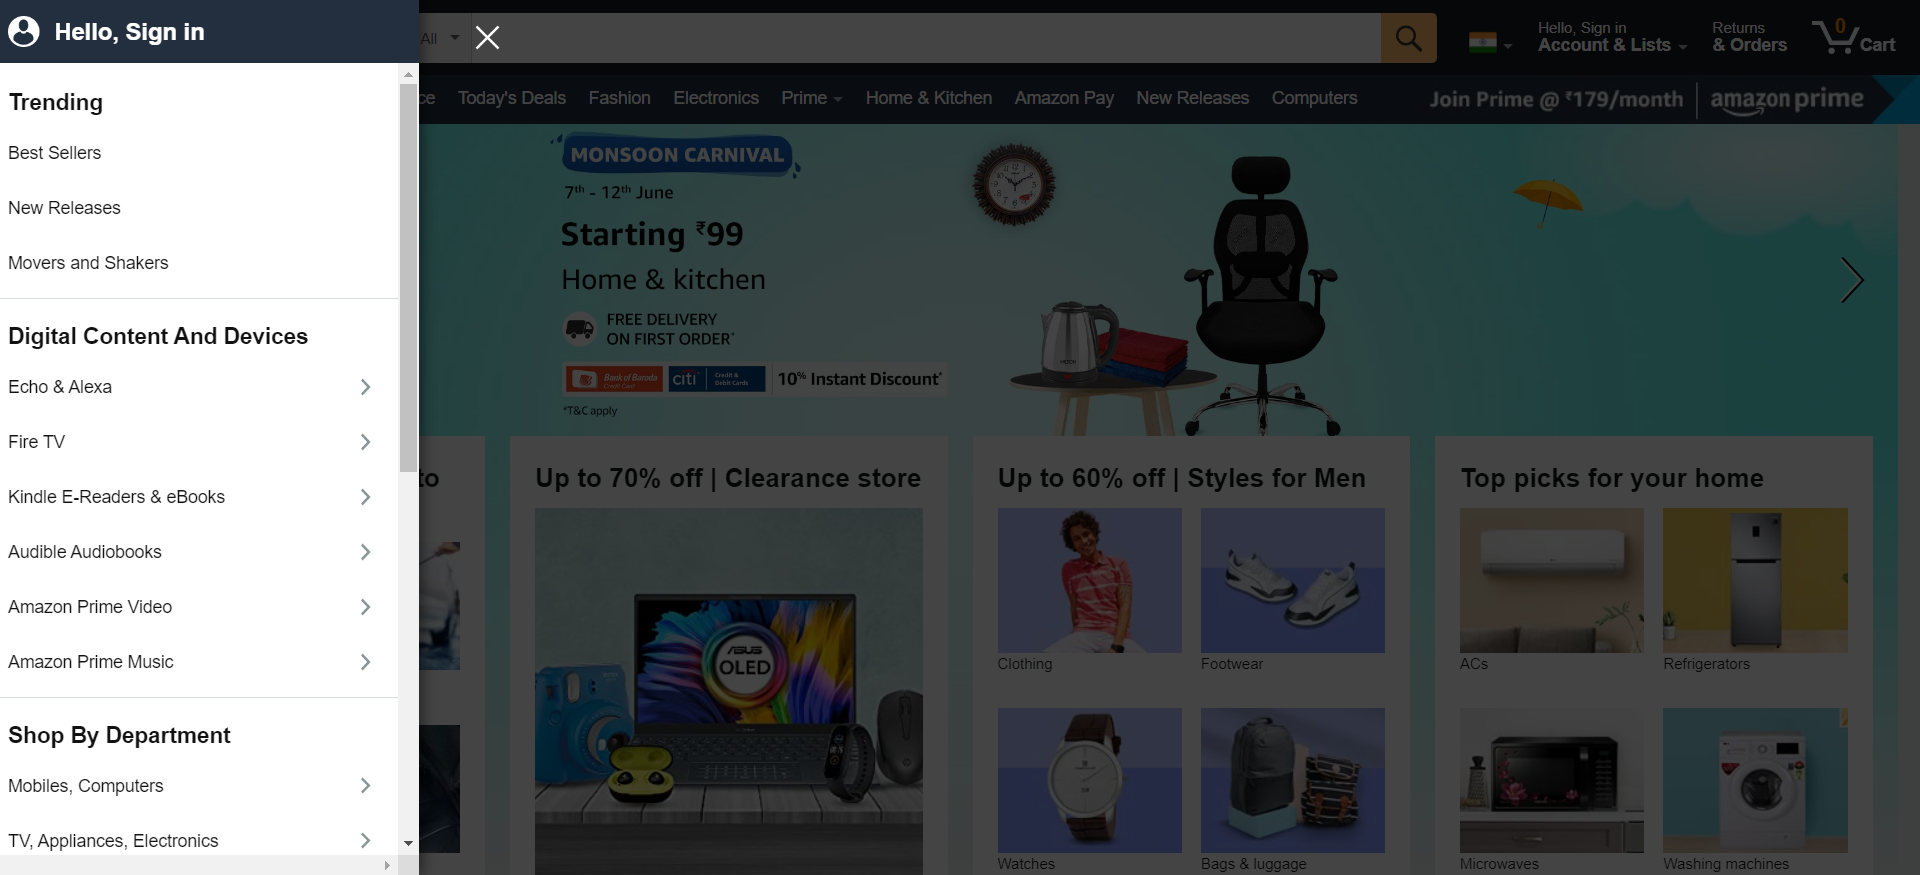 Hello, Sign in
Trending
Best Sellers
New Releases
Movers and Shakers
Digital Content And Devices
Echo & Alexa
Fire TV
Kindle E-Readers & eBooks
Audible Audiobooks
Amazon Prime Video
Amazon Prime Music
Shop By Department
Mobiles, Computers
TV, Appliances, Electronics
All
Hello, Sign in
Account & Lists
Returns
& Orders
0
Cart
ce
Today's Deals
Fashion
Electronics
Prime
Home & Kitchen
Amazon Pay
New Releases
Computers
Join Prime @ ₹179/month
amazon prime
MONSOON CARNIVAL
7th - 12th June
Starting ₹99
Home & kitchen
FREE DELIVERY
ON FIRST ORDER*
Bank of Baroda
Credit Card
citi
Credit &
Debit Cards
10% Instant Discount*
*T&C apply
to
Up to 70% off | Clearance store
ASUS
OLED
Up to 60% off | Styles for Men
Clothing
Footwear
Watches
Bags & luggage
Top picks for your home
ACs
Refrigerators
Microwaves
Washing machines